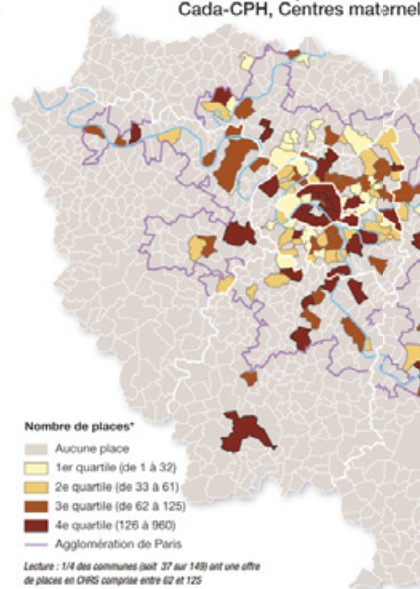 Cada-CPH, Centres maternel
Nombre de places*
Aucune place
1er quartile (de 1 à 32)
2e quartile (de 33 à 61)
3e quartile (de 62 à 125)
4e quartile (126 à 960)
Agglomération de Paris
Lecture : 1/4 des communes (soit 37 sur 149) ont une offre
de places en CHRS comprise entre 62 et 125